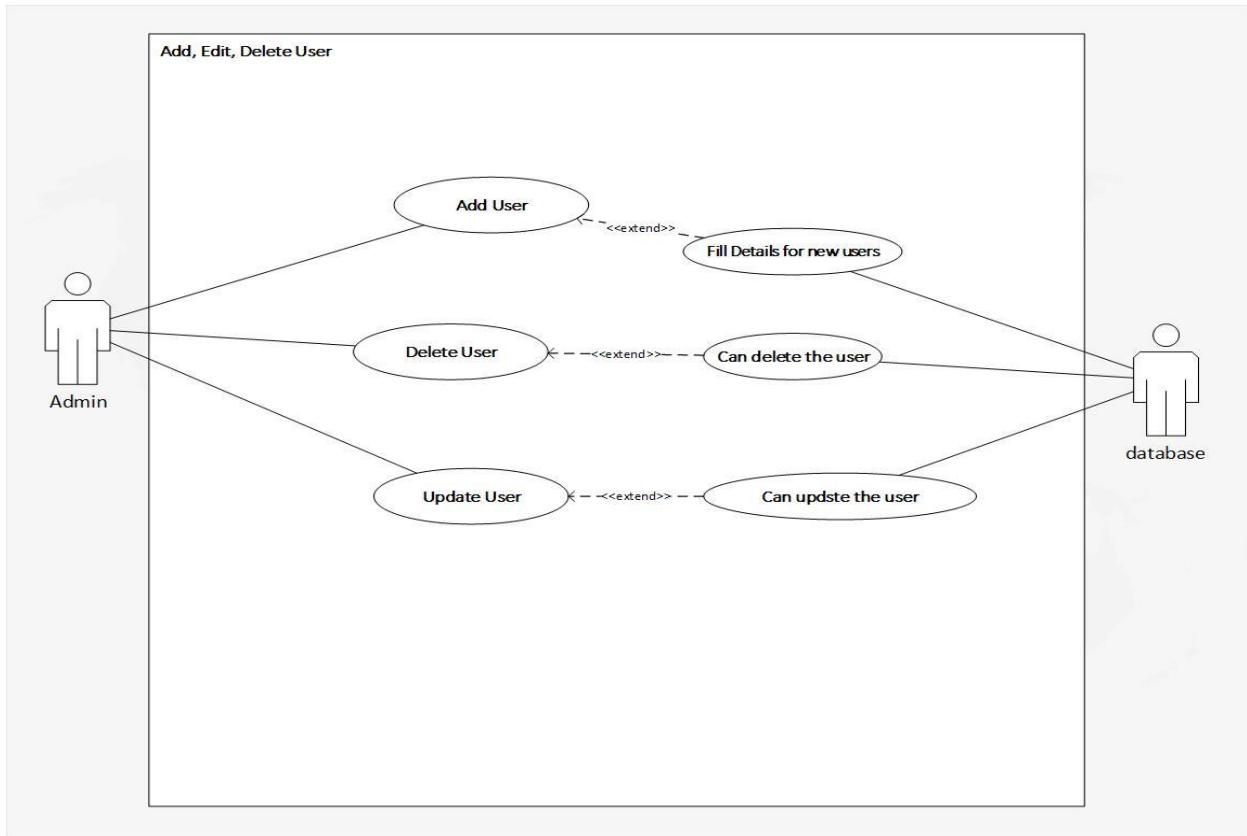 Add, Edit, Delete User
Add User
<<extend>>
Fill Details for new users
Delete User
<<extend>>
Can delete the user
Admin
database
Update User
<<extend>>
Can updste the user